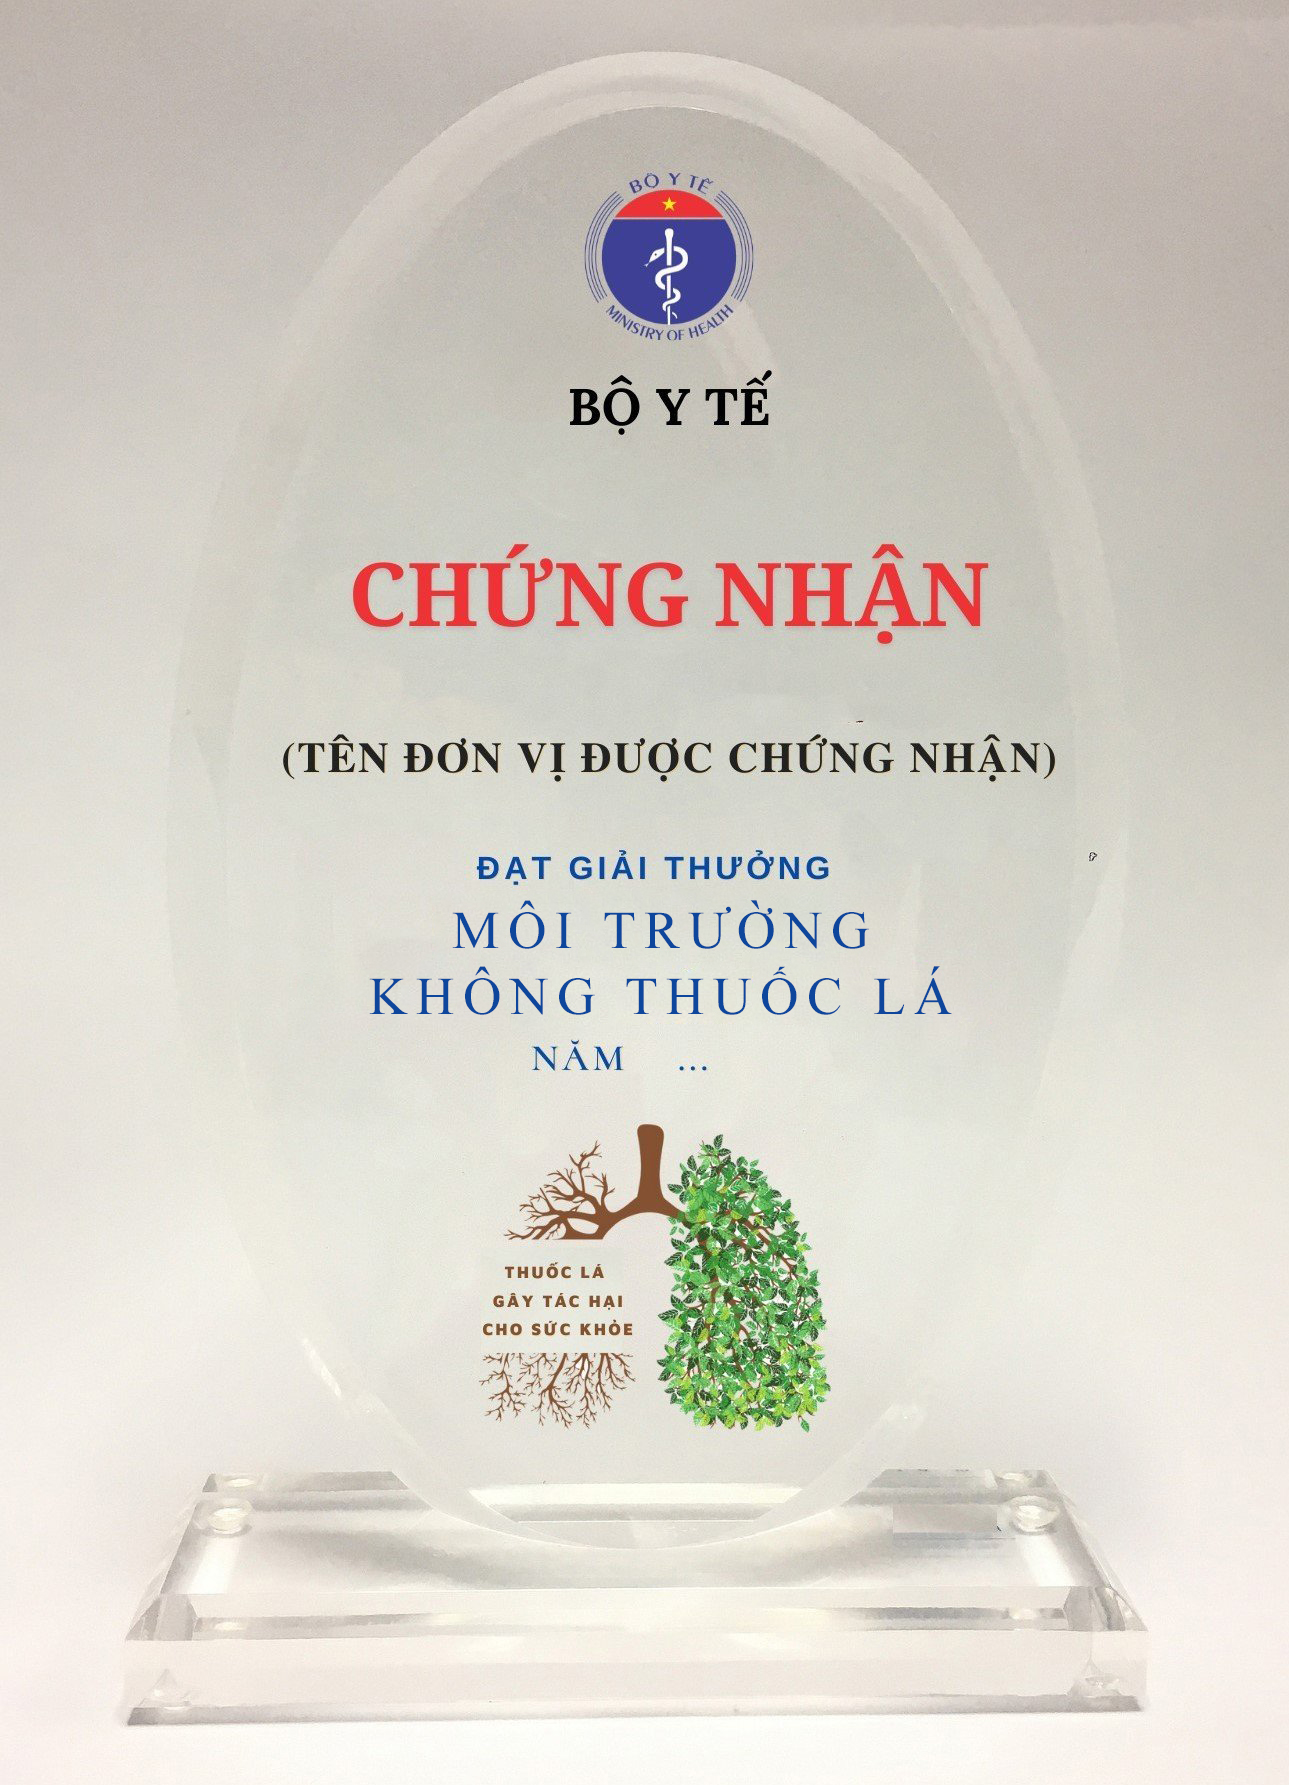 BỘ Y TẾ
MINISTRY OF HEALTH
BỘ Y TẾ
CHỨNG NHẬN
(TÊN ĐƠN VỊ ĐƯỢC CHỨNG NHẬN)
ĐẠT GIẢI THƯỞNG
MÔI TRƯỜNG
KHÔNG THUỐC LÁ
NĂM ...
THUỐC LÁ
GÂY TÁC HẠI
CHO SỨC KHỎE